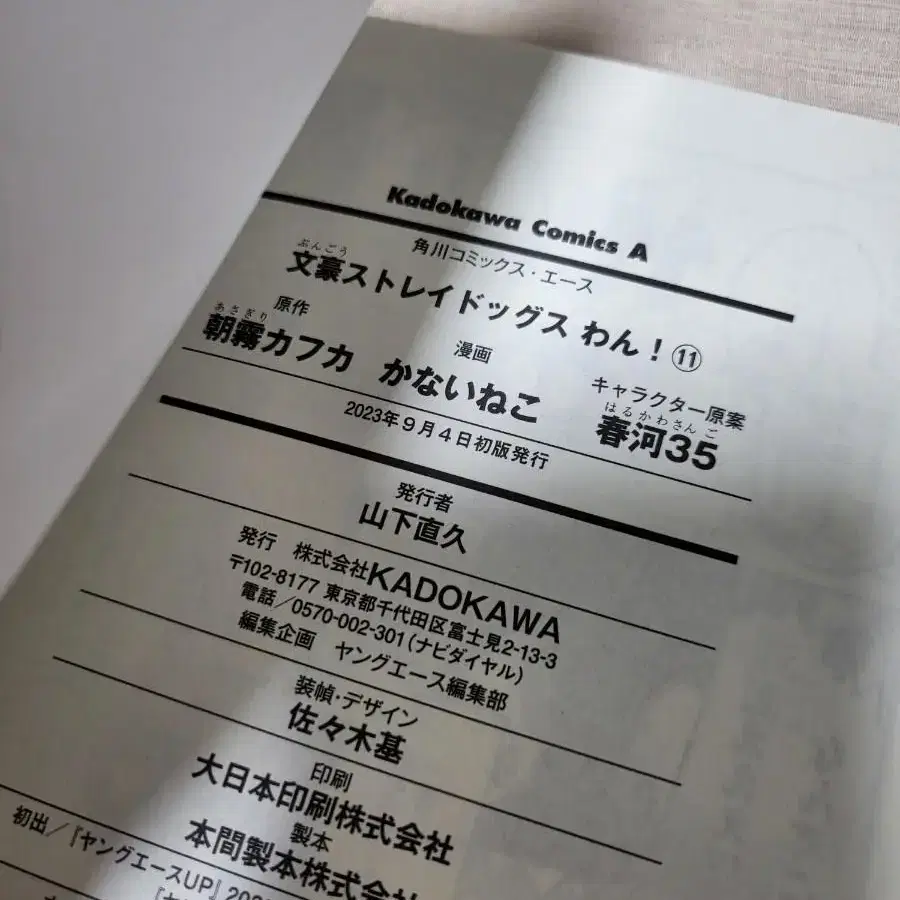 Kadokawa Comics A
角川コミックス・エース
ぶんごう
文豪ストレイドッグス わん！⑪
原作 漫画 キャラクター原案
あさぎり はるかわさんご
朝霧カフカ かないねこ 春河35
2023年9月4日初版発行
発行者
山下直久
発行 株式会社KADOKAWA
〒102-8177 東京都千代田区富士見2-13-3
電話／0570-002-301（ナビダイヤル）
編集企画 ヤングエース編集部
装幀・デザイン
佐々木基
印刷
大日本印刷株式会社
製本
本間製本株式会社
初出／『ヤングエースUP』202